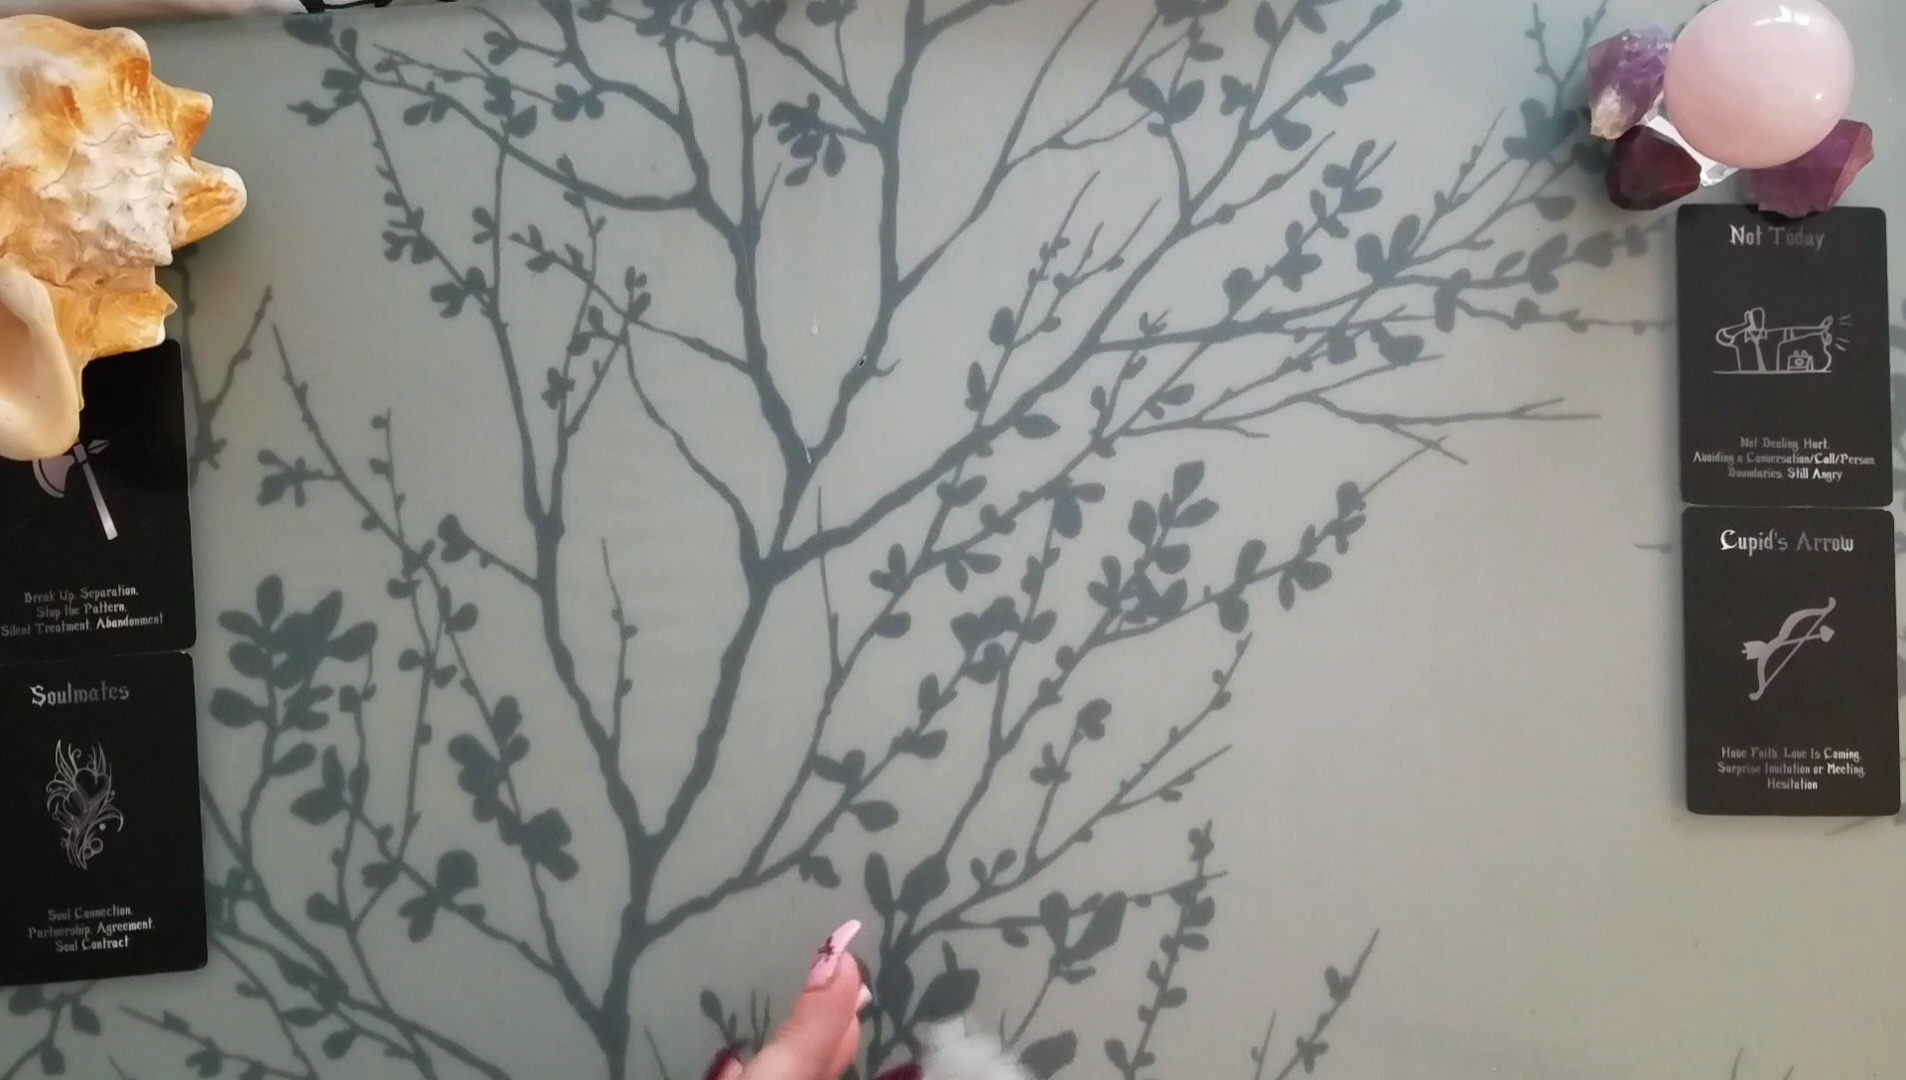 Break Up, Separation,
Stop the Pattern,
Silent Treatment, Abandonment
Soulmates
Soul Connection,
Partnership, Agreement,
Soul Contract
Not Today
Not Dealing, Hurt,
Avoiding a Conversation/Call/Person,
Boundaries, Still Angry
Cupid's Arrow
Have Faith, Love Is Coming,
Surprise Invitation or Meeting,
Hesitation